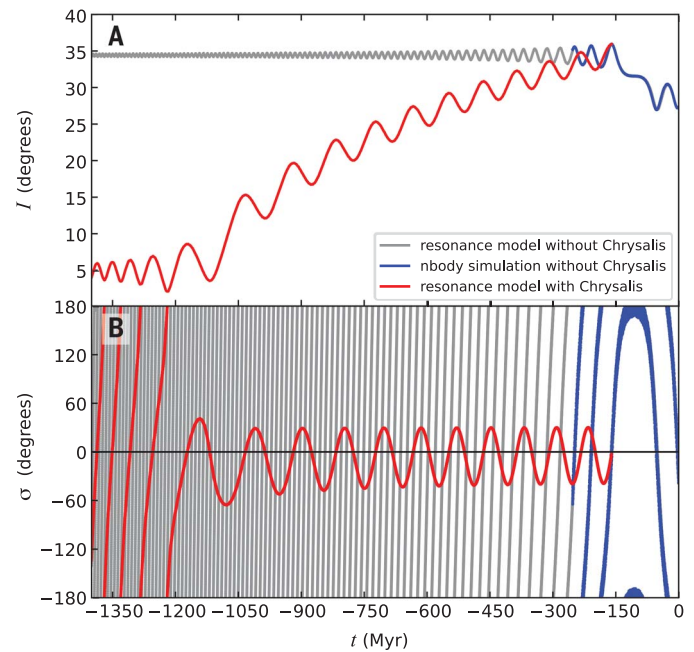 A
40
35
30
25
20
15
10
5
I (degrees)
resonance model without Chrysalis
nbody simulation without Chrysalis
resonance model with Chrysalis
B
180
120
60
0
−60
−120
−180
σ (degrees)
−1350 −1200 −1050 −900 −750 −600 −450 −300 −150 0
t (Myr)